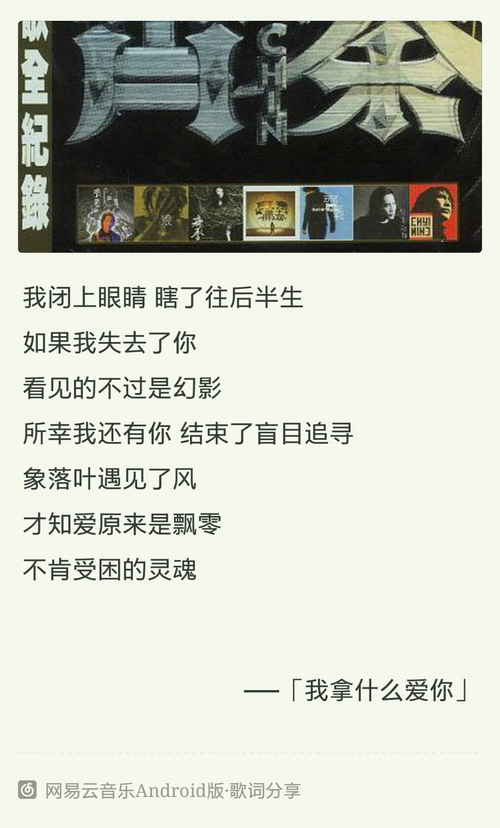 歌全紀錄
CHIN
秦
我闭上眼睛 瞎了往后半生
如果我失去了你
看见的不过是幻影
所幸我还有你 结束了盲目追寻
象落叶遇见了风
才知爱原来是飘零
不肯受困的灵魂
——「我拿什么爱你」
网易云音乐Android版·歌词分享